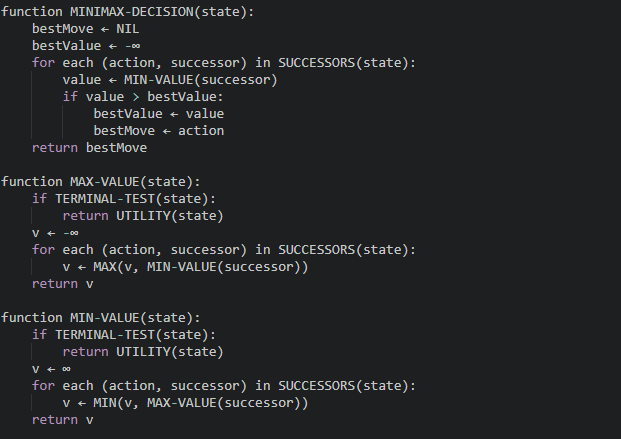 function MINIMAX-DECISION(state):
    bestMove ← NIL
    bestValue ← -∞
    for each (action, successor) in SUCCESSORS(state):
        value ← MIN-VALUE(successor)
        if value > bestValue:
            bestValue ← value
            bestMove ← action
    return bestMove

function MAX-VALUE(state):
    if TERMINAL-TEST(state):
        return UTILITY(state)
    v ← -∞
    for each (action, successor) in SUCCESSORS(state):
        v ← MAX(v, MIN-VALUE(successor))
    return v

function MIN-VALUE(state):
    if TERMINAL-TEST(state):
        return UTILITY(state)
    v ← ∞
    for each (action, successor) in SUCCESSORS(state):
        v ← MIN(v, MAX-VALUE(successor))
    return v